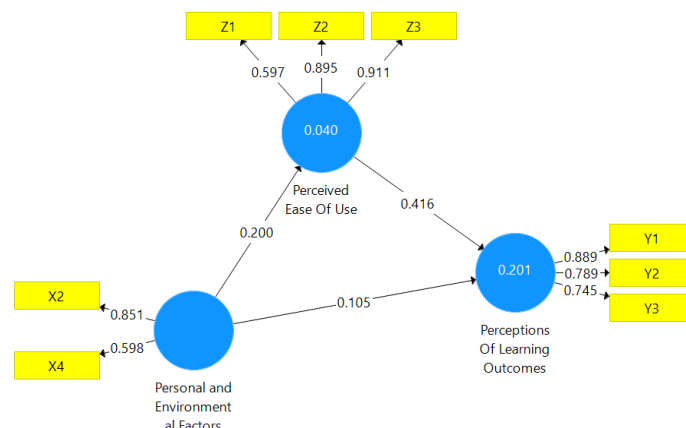 Z1 Z2 Z3
0.597 0.895 0.911
0.040
Perceived
Ease Of Use
0.416
0.200
0.201
0.889 Y1
0.789 Y2
0.745 Y3
0.105
X2
0.851
0.598
X4
Perceptions
Of Learning
Outcomes
Personal and
Environment
al Factors